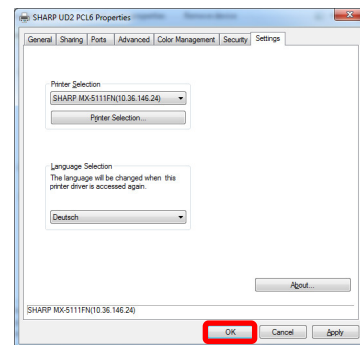 SHARP UD2 PCL6 Properties
General Sharing Ports Advanced Color Management Security Settings
Printer Selection
SHARP MX-5111FN(10.36.146.24)
Printer Selection...
Language Selection
The language will be changed when this
printer driver is accessed again.
Deutsch
About...
SHARP MX-5111FN(10.36.146.24)
OK Cancel Apply